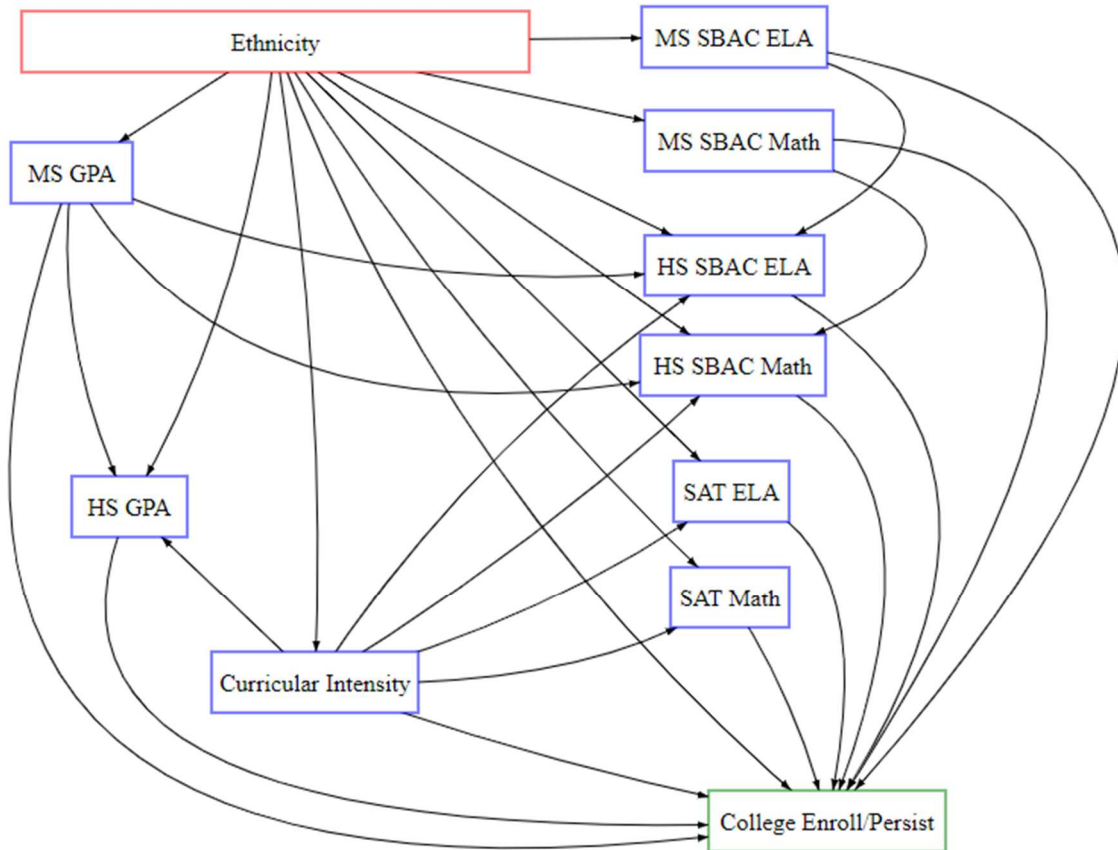 Ethnicity
MS SBAC ELA
MS SBAC Math
MS GPA
HS SBAC ELA
HS SBAC Math
SAT ELA
HS GPA
SAT Math
Curricular Intensity
College Enroll/Persist